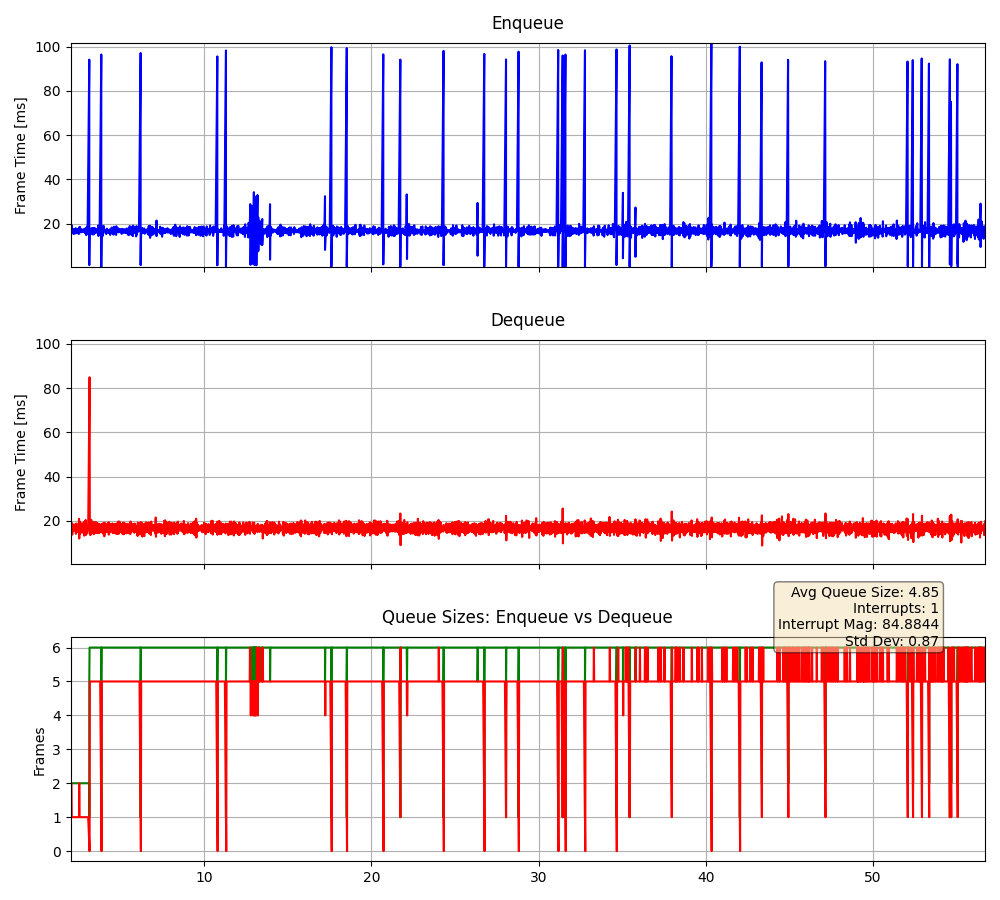 Enqueue
100
80
60
40
20
Frame Time [ms]
Dequeue
100
80
60
40
20
Frame Time [ms]
Queue Sizes: Enqueue vs Dequeue
Avg Queue Size: 4.85
Interrupts: 1
Interrupt Mag: 84.8844
Std Dev: 0.87
6
5
4
3
2
1
0
Frames
10 20 30 40 50